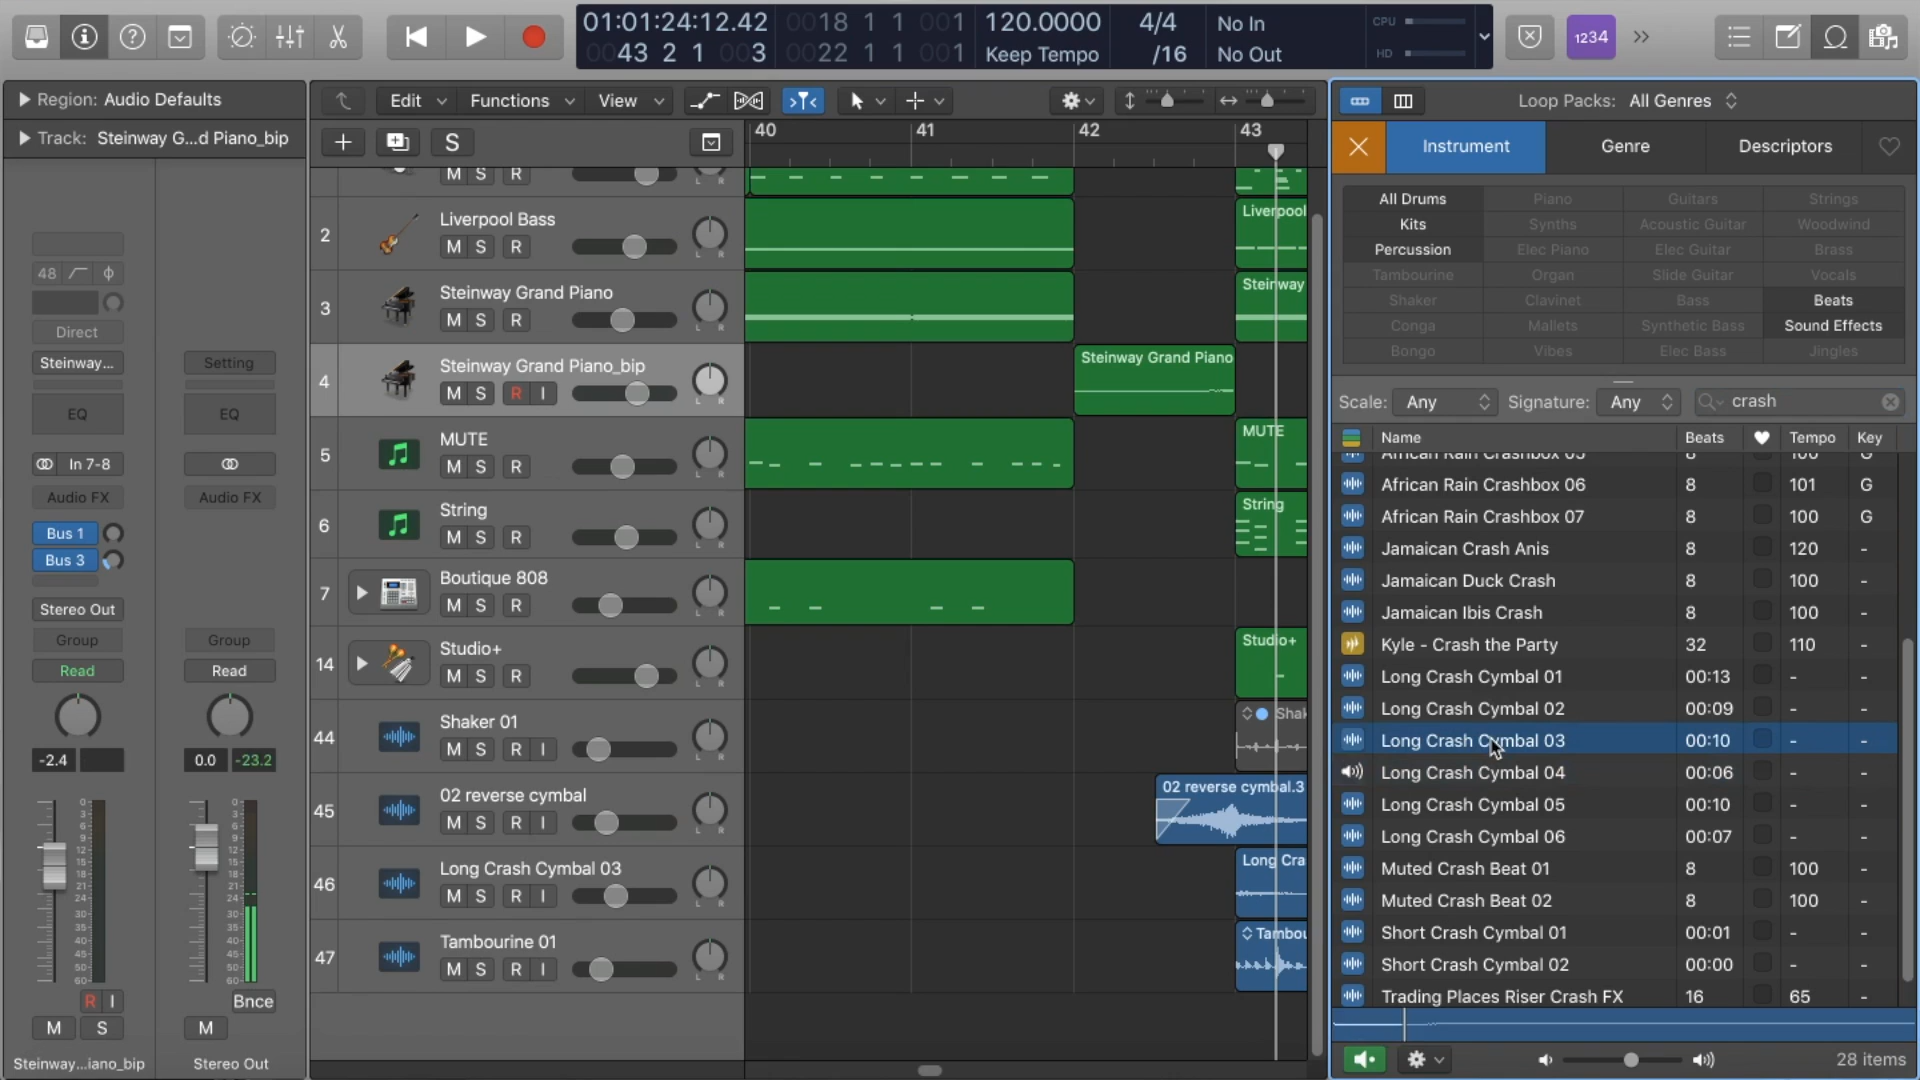 01:01:24:12.42
0018 1 1 001
120.0000
4/4
No In
CPU
0043 2 1 003
0022 1 1 001
Keep Tempo
/16
No Out
HD
1234
Region: Audio Defaults
Edit
Functions
View
Loop Packs: All Genres
Track: Steinway G...d Piano_bip
S
40
41
42
43
Instrument
Genre
Descriptors
M S R
2
Liverpool Bass
M S R
Liverpool
3
Steinway Grand Piano
M S R
Steinway
4
Steinway Grand Piano_bip
M S R I
Steinway Grand Piano
5
MUTE
M S R
MUTE
6
String
M S R
String
7
Boutique 808
M S R
14
Studio+
M S R
Studio+
44
Shaker 01
M S R I
Shak
45
02 reverse cymbal
M S R I
02 reverse cymbal.3
46
Long Crash Cymbal 03
M S R I
Long Cra
47
Tambourine 01
M S R I
Tambou
48
Direct
Steinway...
Setting
EQ
EQ
In 7-8
Audio FX
Audio FX
Bus 1
Bus 3
Stereo Out
Group
Group
Read
Read
-2.4
0.0
-23.2
R I
Bnce
M S
M
Steinway...iano_bip
Stereo Out
All Drums
Piano
Guitars
Strings
Kits
Synths
Acoustic Guitar
Woodwind
Percussion
Elec Piano
Elec Guitar
Brass
Tambourine
Organ
Slide Guitar
Vocals
Shaker
Clavinet
Bass
Beats
Conga
Mallets
Synthetic Bass
Sound Effects
Bongo
Vibes
Elec Bass
Jingles
Scale: Any
Signature: Any
crash
Name
Beats
Tempo
Key
African Rain Crashbox 05 8 100 G
African Rain Crashbox 06 8 101 G
African Rain Crashbox 07 8 100 G
Jamaican Crash Anis 8 120 -
Jamaican Duck Crash 8 100 -
Jamaican Ibis Crash 8 100 -
Kyle - Crash the Party 32 110 -
Long Crash Cymbal 01 00:13 - -
Long Crash Cymbal 02 00:09 - -
Long Crash Cymbal 03 00:10 - -
Long Crash Cymbal 04 00:06 - -
Long Crash Cymbal 05 00:10 - -
Long Crash Cymbal 06 00:07 - -
Muted Crash Beat 01 8 100 -
Muted Crash Beat 02 8 100 -
Short Crash Cymbal 01 00:01 - -
Short Crash Cymbal 02 00:00 - -
Trading Places Riser Crash FX 16 65 -
28 items